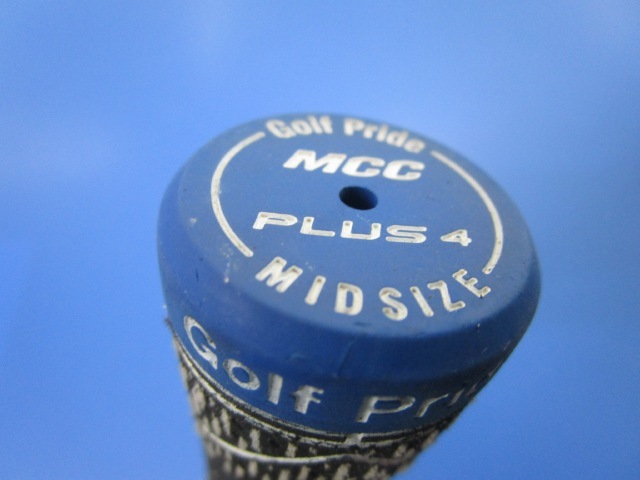 Golf Pride
MCC
PLUS 4
MIDSIZE
Golf Pri